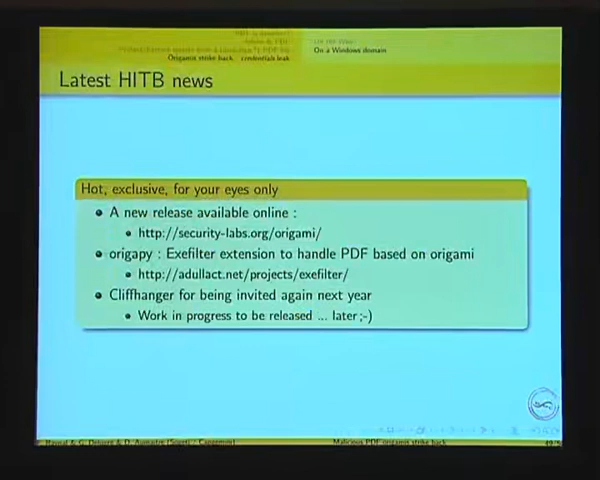 Origamis strike back: credentials leak
On a Windows domain
Latest HITB news
Hot, exclusive, for your eyes only
A new release available online :
http://security-labs.org/origami/
origapy : Exefilter extension to handle PDF based on origami
http://adullact.net/projects/exefilter/
Cliffhanger for being invited again next year
Work in progress to be released ... later ;-)
Malicious PDF origamis strike back